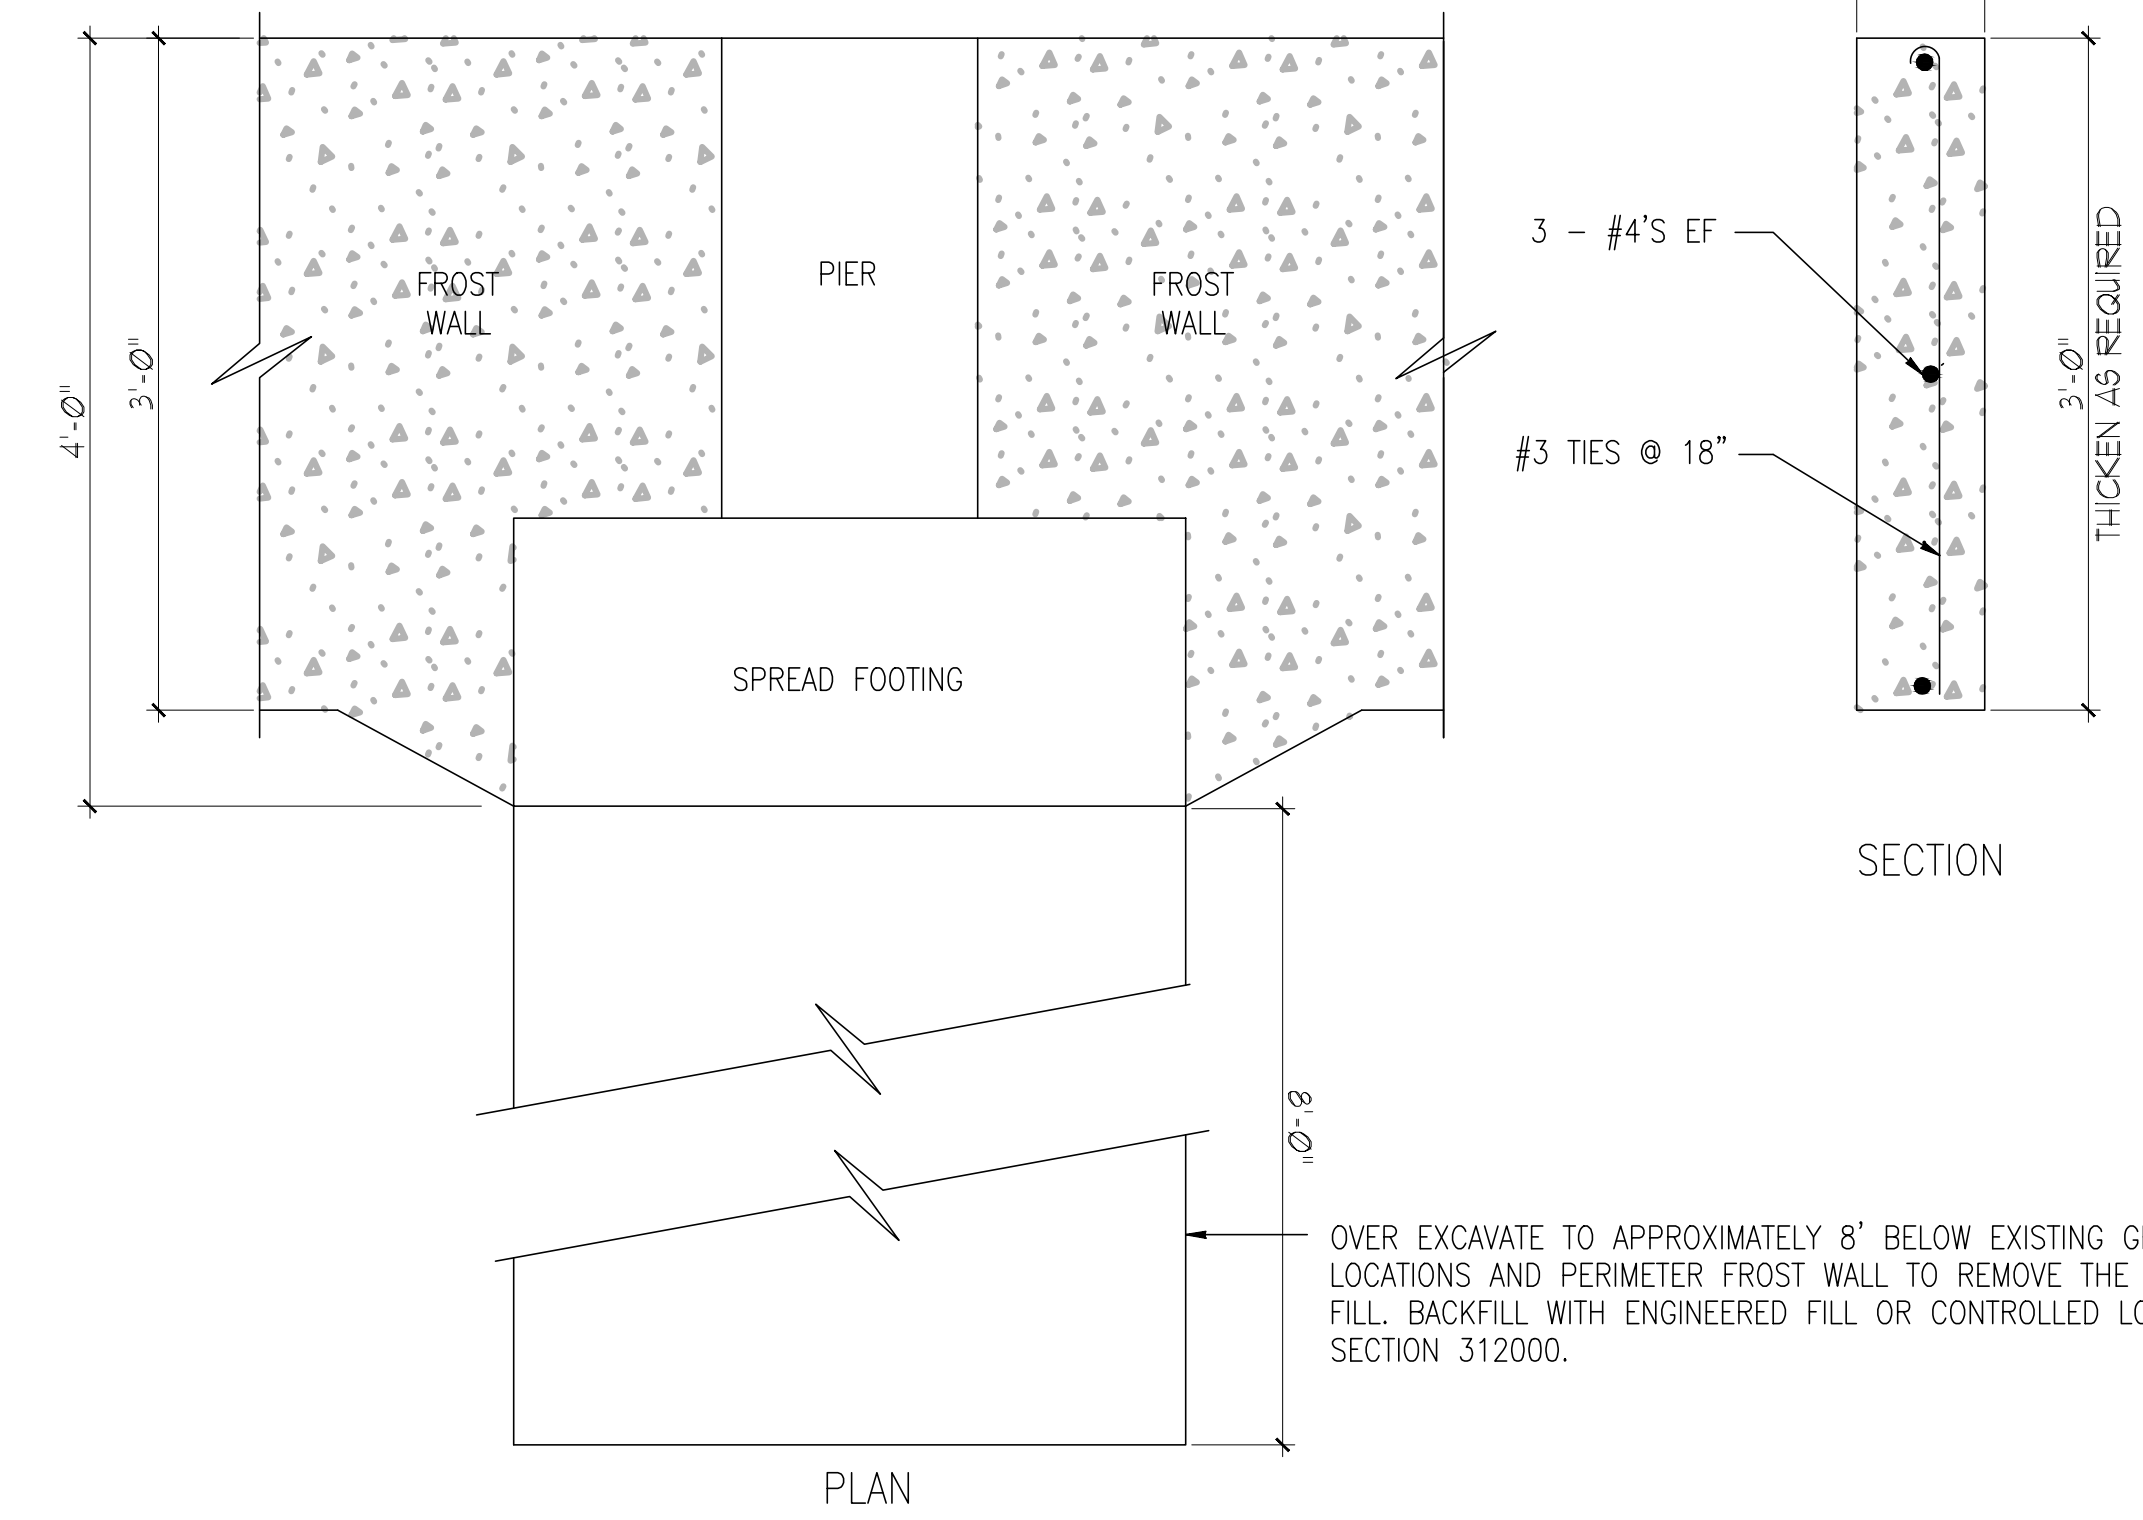 4'-0"
3'-0"
FROST
WALL
PIER
FROST
WALL
SPREAD FOOTING
3 - #4'S EF
#3 TIES @ 18"
3'-0"
THICKEN AS REQUIRED
SECTION
8'-0"
OVER EXCAVATE TO APPROXIMATELY 8' BELOW EXISTING
LOCATIONS AND PERIMETER FROST WALL TO REMOVE THE
FILL. BACKFILL WITH ENGINEERED FILL OR CONTROLLED
SECTION 312000.
PLAN